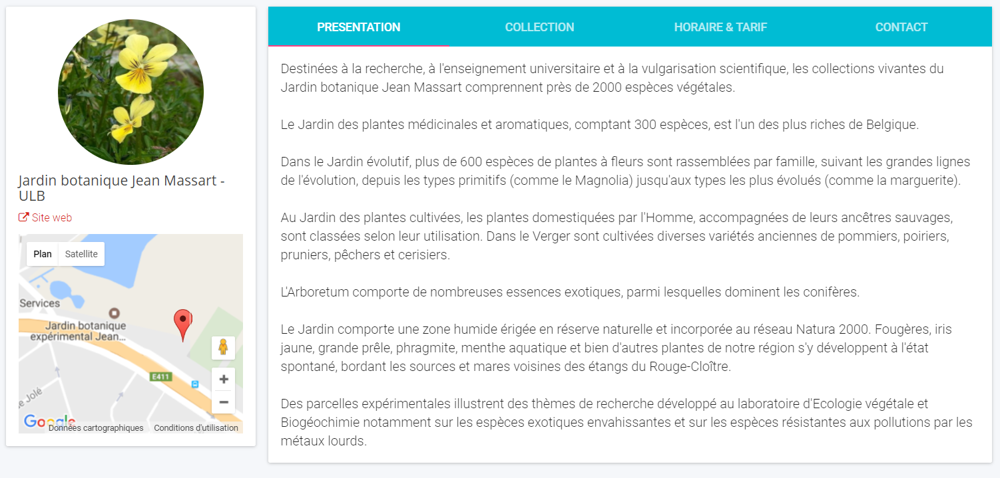 Jardin botanique Jean Massart -
ULB
Site web
Plan Satellite
Services
Jardin botanique
expérimental Jean...
E411
e Jolé
Google
Données cartographiques Conditions d'utilisation
PRESENTATION COLLECTION HORAIRE & TARIF CONTACT
Destinées à la recherche, à l'enseignement universitaire et à la vulgarisation scientifique, les collections vivantes du
Jardin botanique Jean Massart comprennent près de 2000 espèces végétales.
Le Jardin des plantes médicinales et aromatiques, comptant 300 espèces, est l'un des plus riches de Belgique.
Dans le Jardin évolutif, plus de 600 espèces de plantes à fleurs sont rassemblées par famille, suivant les grandes lignes
de l'évolution, depuis les types primitifs (comme le Magnolia) jusqu'aux types les plus évolués (comme la marguerite).
Au Jardin des plantes cultivées, les plantes domestiquées par l'Homme, accompagnées de leurs ancêtres sauvages,
sont classées selon leur utilisation. Dans le Verger sont cultivées diverses variétés anciennes de pommiers, poiriers,
pruniers, pêchers et cerisiers.
L'Arboretum comporte de nombreuses essences exotiques, parmi lesquelles dominent les conifères.
Le Jardin comporte une zone humide érigée en réserve naturelle et incorporée au réseau Natura 2000. Fougères, iris
jaune, grande prêle, phragmite, menthe aquatique et bien d'autres plantes de notre région s'y développent à l'état
spontané, bordant les sources et mares voisines des étangs du Rouge-Cloître.
Des parcelles expérimentales illustrent des thèmes de recherche développé au laboratoire d'Ecologie végétale et
Biogéochimie notamment sur les espèces exotiques envahissantes et sur les espèces résistantes aux pollutions par les
métaux lourds.